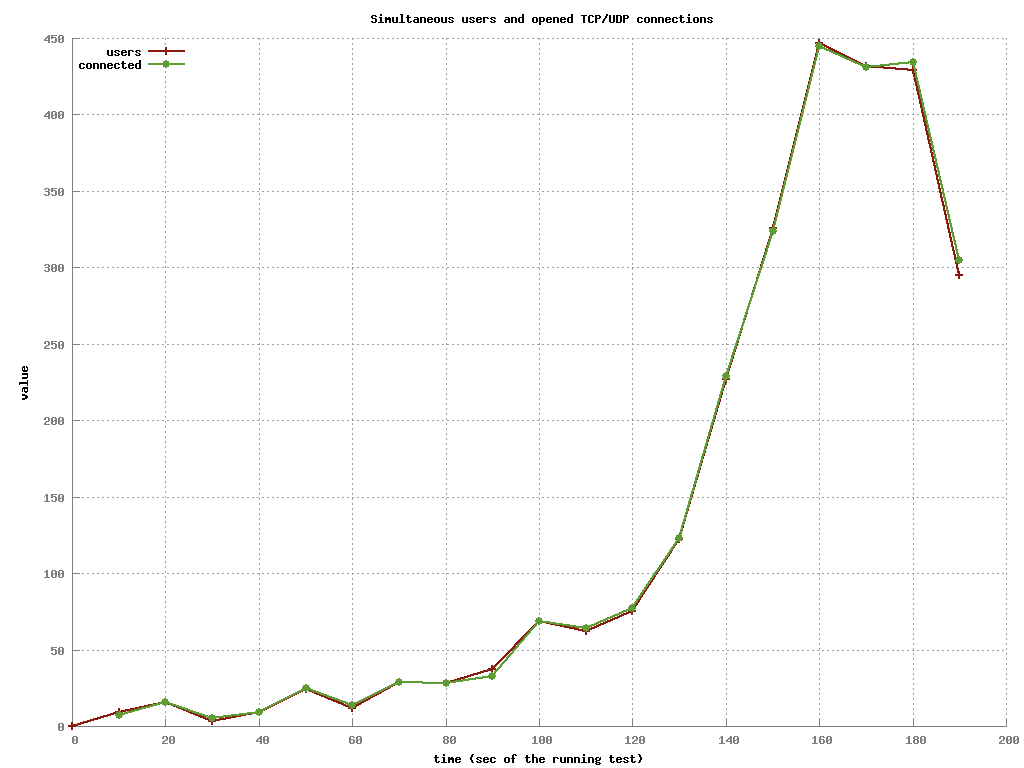 Simultaneous users and opened TCP/UDP connections
users
connected
450
400
350
300
250
200
150
100
50
0
value
0 20 40 60 80 100 120 140 160 180 200
time (sec of the running test)